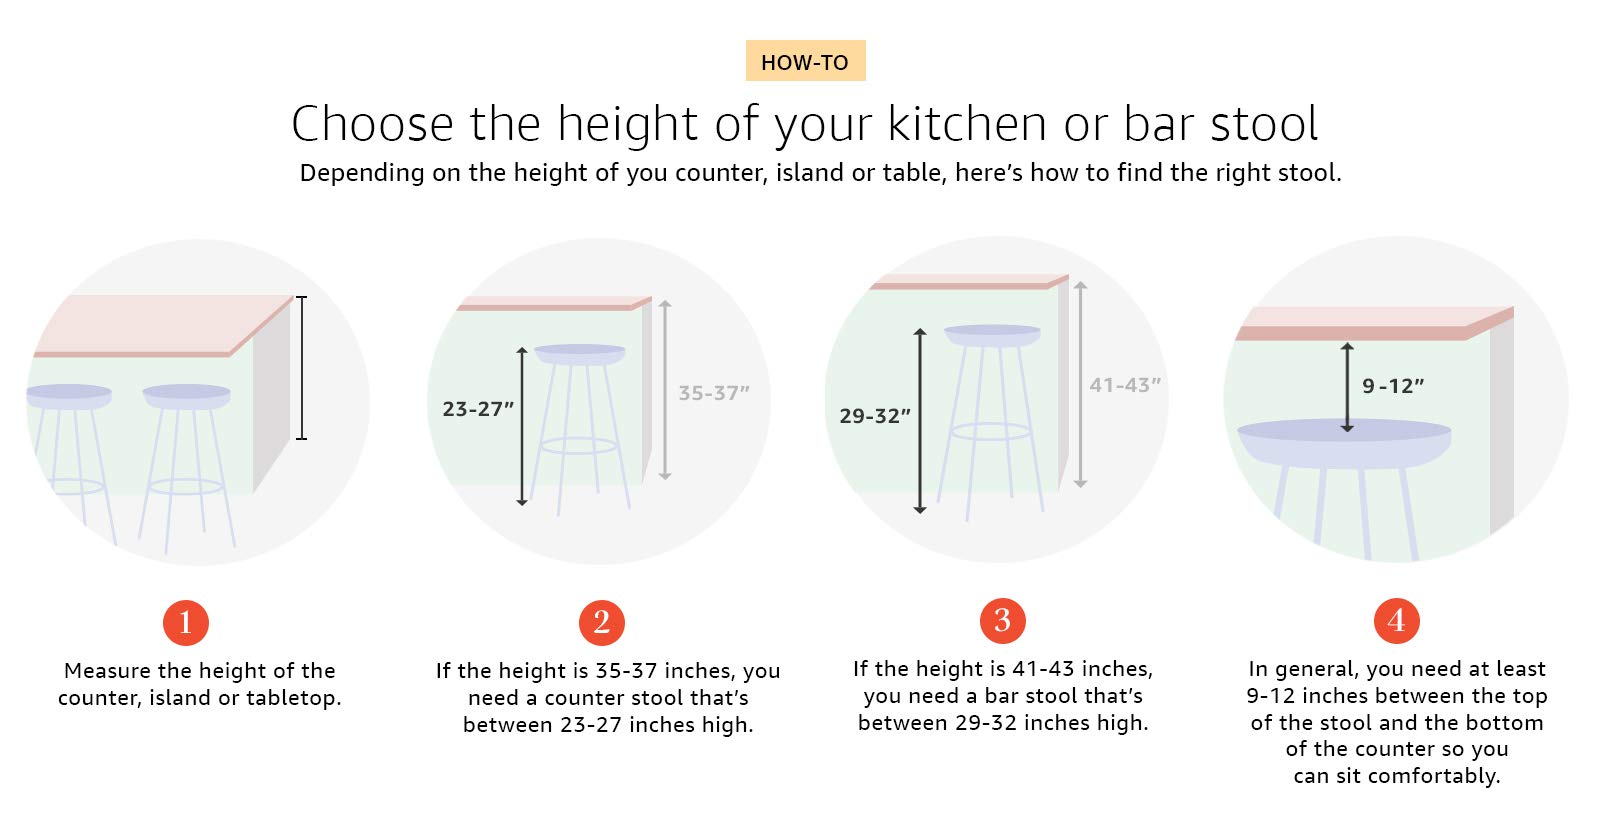 HOW-TO
Choose the height of your kitchen or bar stool
Depending on the height of you counter, island or table, here's how to find the right stool.
23-27”
35-37”
29-32”
41-43”
9-12”
1
Measure the height of the
counter, island or tabletop.
2
If the height is 35-37 inches, you
need a counter stool that's
between 23-27 inches high.
3
If the height is 41-43 inches,
you need a bar stool that's
between 29-32 inches high.
4
In general, you need at least
9-12 inches between the top
of the stool and the bottom
of the counter so you
can sit comfortably.